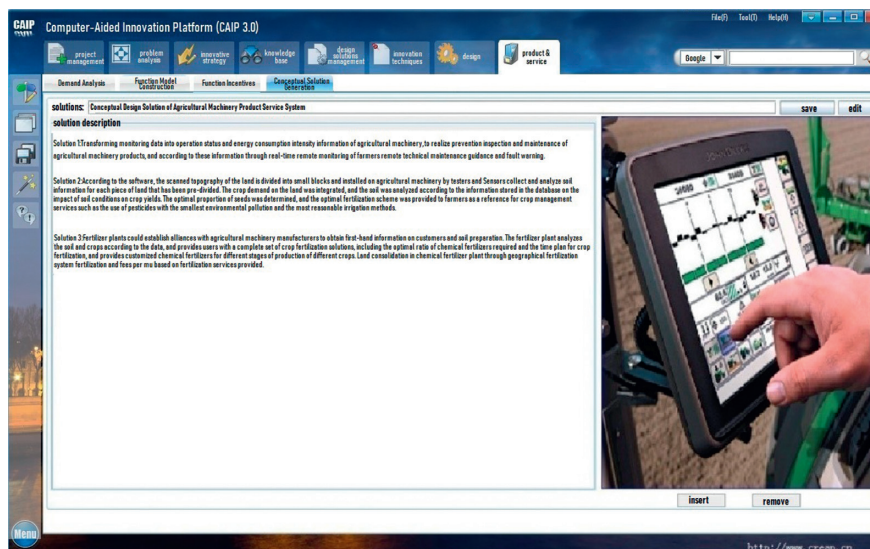 CAIP
Computer-Aided Innovation Platform (CAIP 3.0)
File(F) Tool(T) Help(H)
project management
problem analysis
innovative strategy
knowledge base
design solutions management
innovation techniques
design
product & service
Google
Demand Analysis
Function Model Construction
Function Incentives
Conceptual Solution Generation
solutions: Conceptual Design Solution of Agricultural Machinery Product Service System
save edit
solution description
Solution 1:Transforming monitoring data into operation status and energy consumption intensity information of agricultural machinery, to realize prevention inspection and maintenance of
agricultural machinery products, and according to these information through real-time remote monitoring of farmers remote technical maintenance guidance and fault warning.
Solution 2:According to the software, the scanned topography of the land is divided into small blocks and installed on agricultural machinery by testers and Sensors collect and analyze soil
information for each piece of land that has been pre-divided. The crop demand on the land was integrated, and the soil was analyzed according to the information stored in the database on the
impact of soil conditions on crop yields. The optimal proportion of seeds was determined, and the optimal fertilization scheme was provided to farmers as a reference for crop management
services such as the use of pesticides with the smallest environmental pollution and the most reasonable irrigation methods.
Solution 3:Fertilizer plants could establish alliances with agricultural machinery manufacturers to obtain first-hand information on customers and soil preparation. The fertilizer plant analyzes
the soil and crops according to the data, and provides users with a complete set of crop fertilization solutions, including the optimal ratio of chemical fertilizers required and the time plan for crop
fertilization, and provides customized chemical fertilizers for different stages of production of different crops. Land consolidation in chemical fertilizer plant through geographical fertilization
system fertilization and fees per mu based on fertilization services provided.
insert remove
Menu